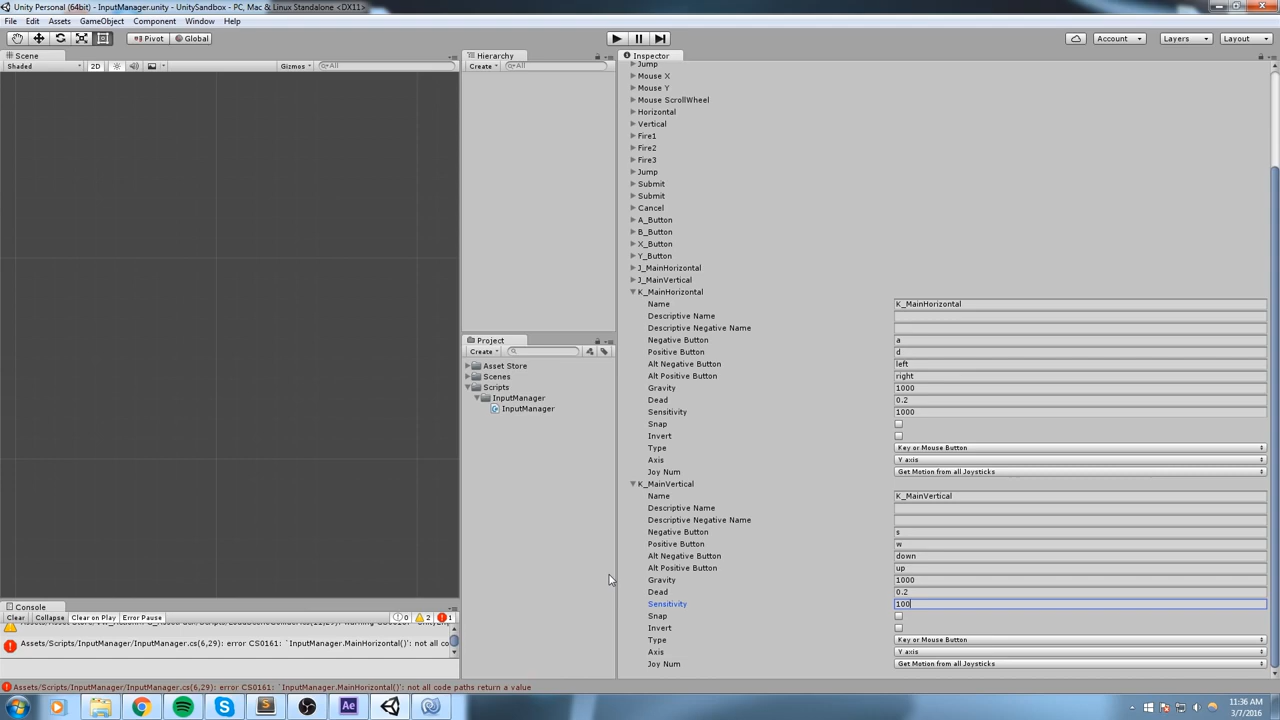 Unity Personal (64bit) - InputManager.unity - UnitySandbox - PC, Mac & Linux Standalone <DX11>
File Edit Assets GameObject Component Window Help
Pivot Global Account Layers Layout
Scene
Shaded 2D Gizmos All
Hierarchy
Create All
Inspector
Jump
Mouse X
Mouse Y
Mouse ScrollWheel
Horizontal
Vertical
Fire1
Fire2
Fire3
Jump
Submit
Submit
Cancel
A_Button
B_Button
X_Button
Y_Button
J_MainHorizontal
J_MainVertical
K_MainHorizontal
Name K_MainHorizontal
Descriptive Name
Descriptive Negative Name
Negative Button a
Positive Button d
Alt Negative Button left
Alt Positive Button right
Gravity 1000
Dead 0.2
Sensitivity 1000
Snap
Invert
Type Key or Mouse Button
Axis Y axis
Joy Num Get Motion from all Joysticks
K_MainVertical
Name K_MainVertical
Descriptive Name
Descriptive Negative Name
Negative Button s
Positive Button w
Alt Negative Button down
Alt Positive Button up
Gravity 1000
Dead 0.2
Sensitivity 100
Snap
Invert
Type Key or Mouse Button
Axis Y axis
Joy Num Get Motion from all Joysticks
Project
Create
Asset Store
Scenes
Scripts
InputManager
InputManager
Console
Clear Collapse Clear on Play Error Pause 0 2 1
Assets/Scripts/InputManager/InputManager.cs(6,29): error CS0161: `InputManager.MainHorizontal()': not all co
Assets/Scripts/InputManager/InputManager.cs(6,29): error CS0161: `InputManager.MainHorizontal()': not all code paths return a value
11:36 AM
3/7/2016